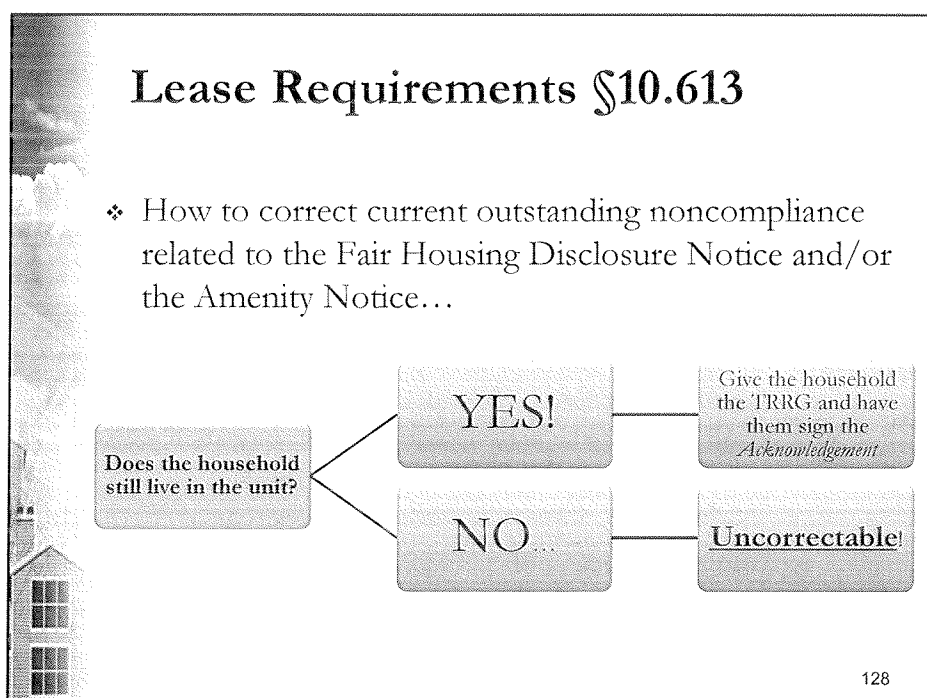 Lease Requirements §10.613
❖ How to correct current outstanding noncompliance
related to the Fair Housing Disclosure Notice and/or
the Amenity Notice…
Does the household
still live in the unit?
YES!
Give the household
the TRRG and have
them sign the
Acknowledgement
NO…
Uncorrectable!
128